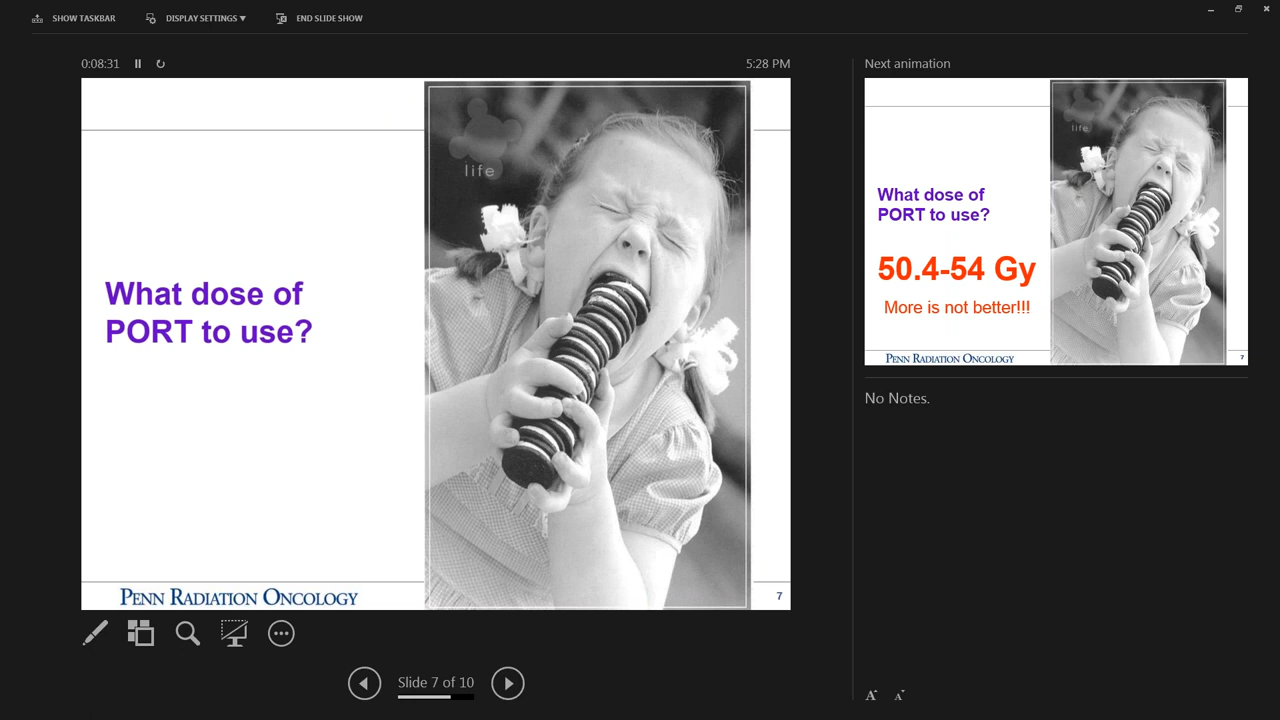 SHOW TASKBAR
DISPLAY SETTINGS ▼
END SLIDE SHOW
0:08:31
5:28 PM
life
What dose of
PORT to use?
PENN RADIATION ONCOLOGY
7
Slide 7 of 10
Next animation
life
What dose of
PORT to use?
50.4-54 Gy
More is not better!!!
PENN RADIATION ONCOLOGY
7
No Notes.
A A